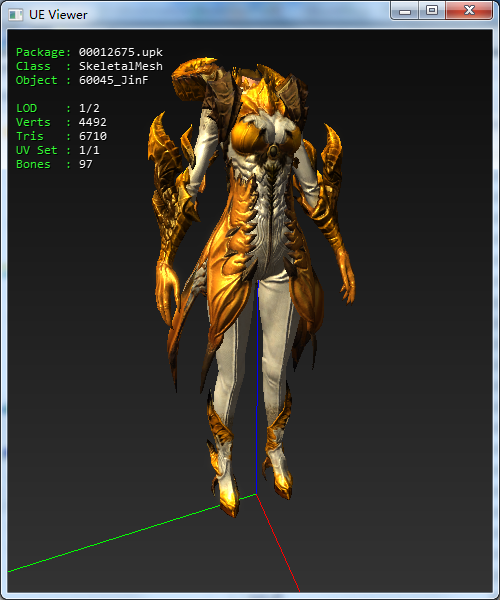 UE Viewer
Package: 00012675.upk
Class  : SkeletalMesh
Object : 60045_JinF
LOD    : 1/2
Verts  : 4492
Tris   : 6710
UV Set : 1/1
Bones  : 97